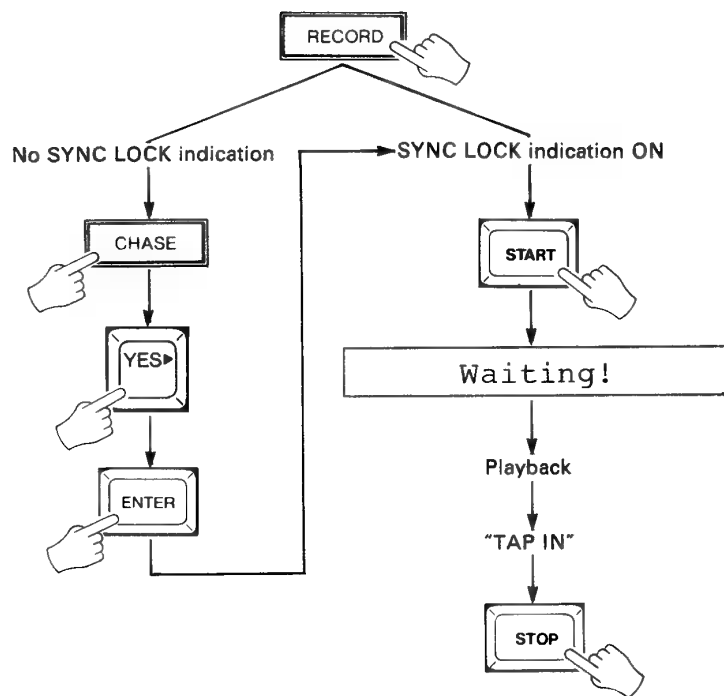 RECORD
No SYNC LOCK indication
SYNC LOCK indication ON
CHASE
YES▶
ENTER
START
Waiting!
Playback
"TAP IN"
STOP